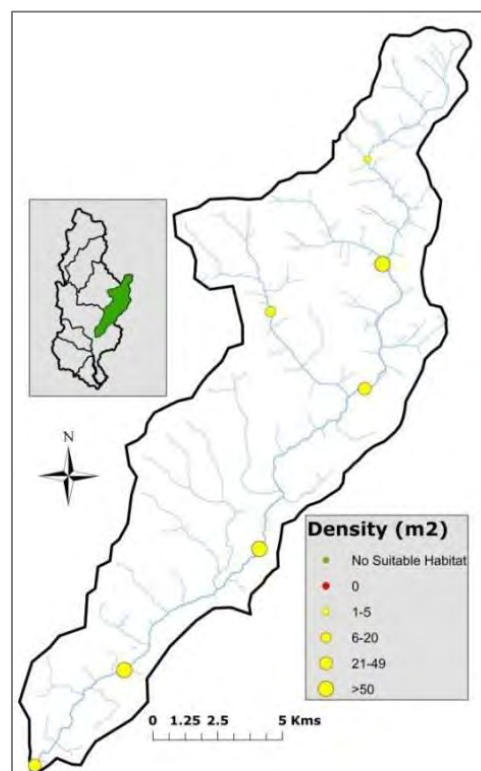 N
Density (m2)
No Suitable Habitat
0
1-5
6-20
21-49
>50
0 1.25 2.5 5 Kms